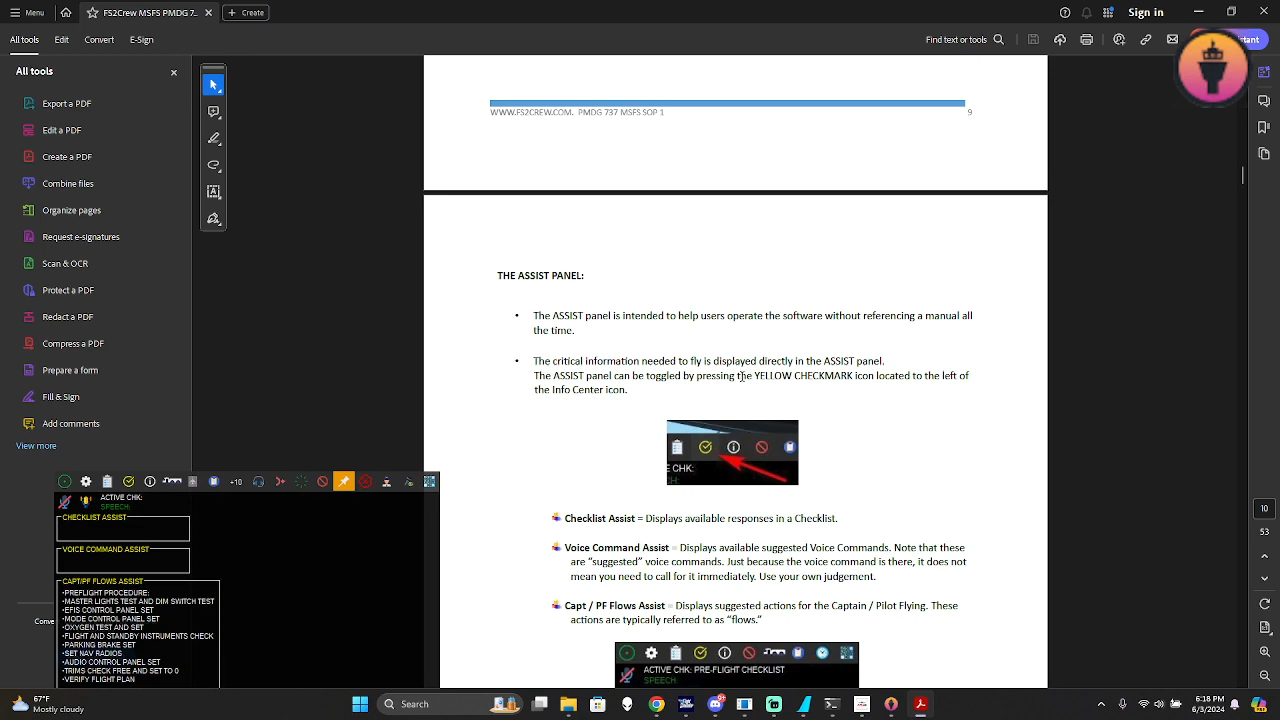 Menu
FS2Crew MSFS PMDG 7...
Create
Sign in
All tools
Edit
Convert
E-Sign
Find text or tools
All tools
Export a PDF
Edit a PDF
Create a PDF
Combine files
Organize pages
Request e-signatures
Scan & OCR
Protect a PDF
Redact a PDF
Compress a PDF
Prepare a form
Fill & Sign
Add comments
View more
WWW.FS2CREW.COM. PMDG 737 MSFS SOP 1
9
THE ASSIST PANEL:
• The ASSIST panel is intended to help users operate the software without referencing a manual all
the time.
• The critical information needed to fly is displayed directly in the ASSIST panel.
The ASSIST panel can be toggled by pressing the YELLOW CHECKMARK icon located to the left of
the Info Center icon.
E CHK:
CH:
Checklist Assist = Displays available responses in a Checklist.
Voice Command Assist = Displays available suggested Voice Commands. Note that these
are “suggested” voice commands. Just because the voice command is there, it does not
mean you need to call for it immediately. Use your own judgement.
Capt / PF Flows Assist = Displays suggested actions for the Captain / Pilot Flying. These
actions are typically referred to as “flows.”
ACTIVE CHK: PRE-FLIGHT CHECKLIST
SPEECH:
+10
ACTIVE CHK:
SPEECH:
CHECKLIST ASSIST
VOICE COMMAND ASSIST
CAPT/PF FLOWS ASSIST
•PREFLIGHT PROCEDURE:
•MASTER LIGHTS TEST AND DIM SWITCH TEST
•EFIS CONTROL PANEL SET
•MODE CONTROL PANEL SET
•OXYGEN TEST AND SET
•FLIGHT AND STANDBY INSTRUMENTS CHECK
•PARKING BRAKE SET
•SET NAV RADIOS
•AUDIO CONTROL PANEL SET
•TRIMS CHECK FREE AND SET TO 0
•VERIFY FLIGHT PLAN
Conve
10
53
67°F
Mostly cloudy
Search
6:28 PM
6/3/2024